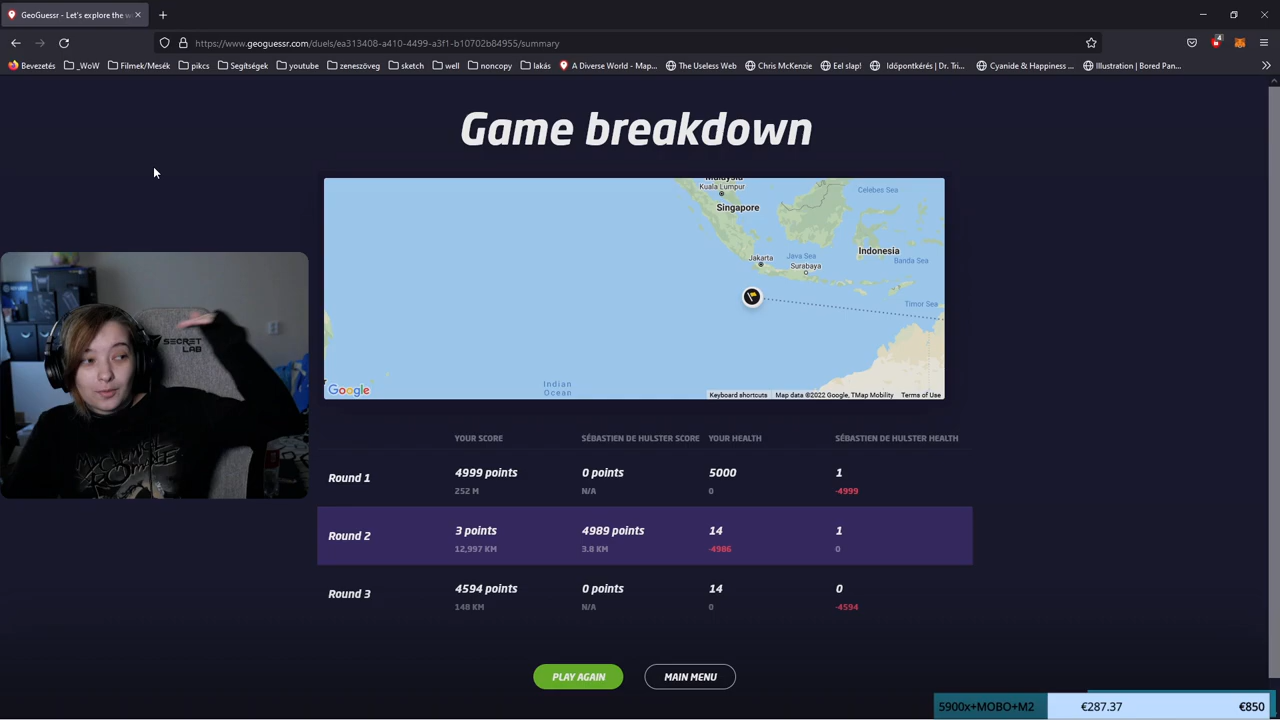 GeoGuessr - Let's explore the w
https://www.geoguessr.com/duels/ea313408-a410-4499-a3f1-b10702b84955/summary
4
Bevezetés _WoW Filmek/Mesék pikcs Segítségek youtube zeneszöveg sketch well noncopy lakás A Diverse World - Map... The Useless Web Chris McKenzie Eel slap! Időpontkérés | Dr. Tri... Cyanide & Happiness ... Illustration | Bored Pan...
Game breakdown
Malaysia
Kuala Lumpur
Singapore
Celebes Sea
Indonesia
Jakarta
Java Sea
Surabaya
Banda Sea
Timor Sea
Indian
Ocean
Google
Keyboard shortcuts Map data ©2022 Google, TMap Mobility Terms of Use
SECRET
LAB
YOUR SCORE SÉBASTIEN DE HULSTER SCORE YOUR HEALTH SÉBASTIEN DE HULSTER HEALTH
Round 1 4999 points 0 points 5000 1
252 M N/A 0 -4999
Round 2 3 points 4989 points 14 1
12,997 KM 3.8 KM -4986 0
Round 3 4594 points 0 points 14 0
148 KM N/A 0 -4594
PLAY AGAIN MAIN MENU
5900x+MOBO+M2 €287.37 €850